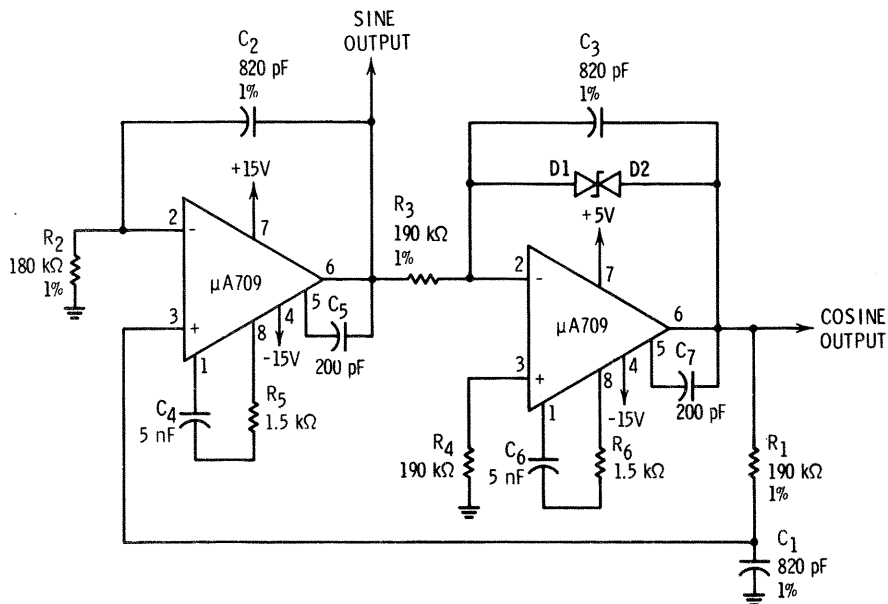 SINE
OUTPUT
C2
820 pF
1%
C3
820 pF
1%
+15V
D1
D2
R3
190 kΩ
1%
+5V
2
-
7
R2
180 kΩ
1%
6
μA709
2
-
7
3
+
5
C5
4
8
-15V
200 pF
1
6
μA709
COSINE
OUTPUT
3
+
5
C7
4
8
-15V
200 pF
1
C4
5 nF
R5
1.5 kΩ
R4
190 kΩ
C6
5 nF
R6
1.5 kΩ
R1
190 kΩ
1%
C1
820 pF
1%